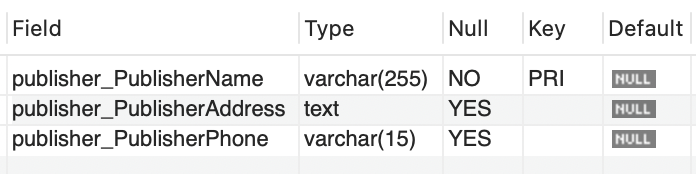 Field Type Null Key Default
publisher_PublisherName varchar(255) NO PRI NULL
publisher_PublisherAddress text YES NULL
publisher_PublisherPhone varchar(15) YES NULL